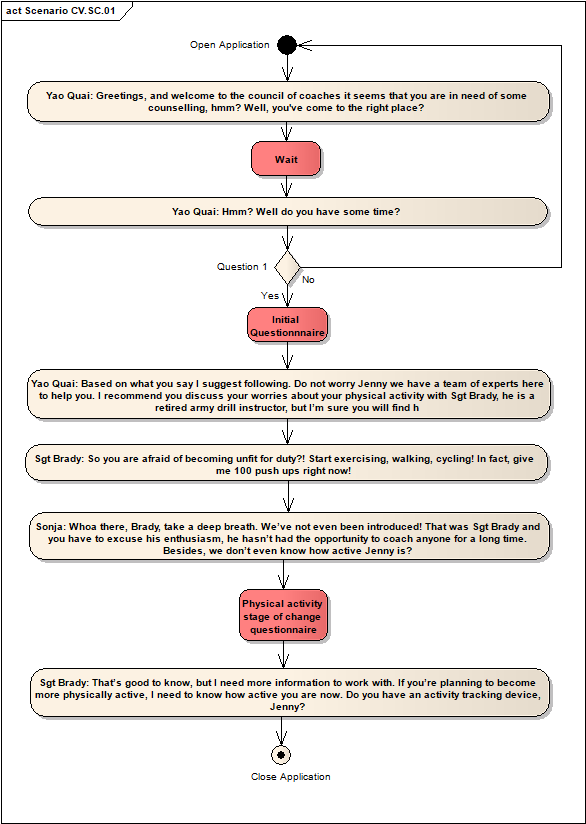 act Scenario CV.SC.01
Open Application
Yao Quai: Greetings, and welcome to the council of coaches it seems that you are in need of some
counselling, hmm? Well, you've come to the right place?
Wait
Yao Quai: Hmm? Well do you have some time?
Question 1
No
Yes
Initial
Questionnnaire
Yao Quai: Based on what you say I suggest following. Do not worry Jenny we have a team of experts here
to help you. I recommend you discuss your worries about your physical activity with Sgt Brady, he is a
retired army drill instructor, but I'm sure you will find h
Sgt Brady: So you are afraid of becoming unfit for duty?! Start exercising, walking, cycling! In fact, give
me 100 push ups right now!
Sonja: Whoa there, Brady, take a deep breath. We've not even been introduced! That was Sgt Brady and
you have to excuse his enthusiasm, he hasn't had the opportunity to coach anyone for a long time.
Besides, we don't even know how active Jenny is?
Physical activity
stage of change
questionnaire
Sgt Brady: That's good to know, but I need more information to work with. If you're planning to become
more physically active, I need to know how active you are now. Do you have an activity tracking device,
Jenny?
Close Application